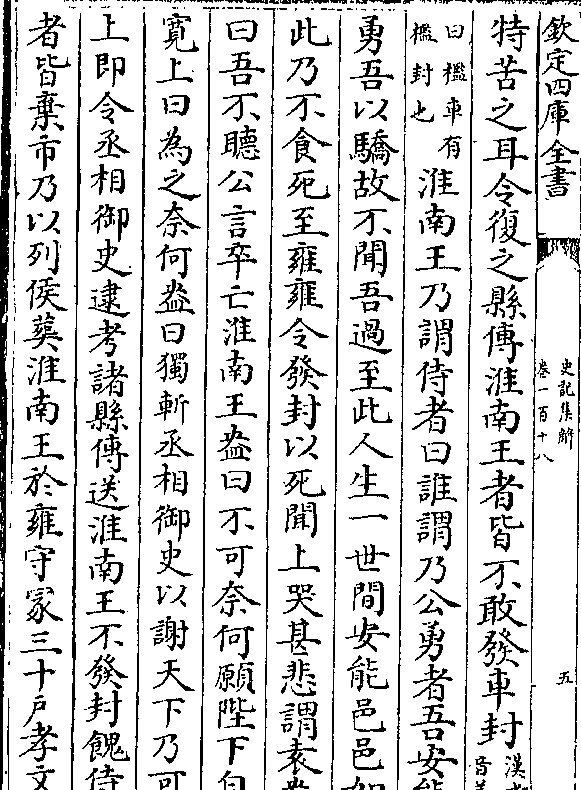 欽定四庫全書
史記集解
卷一百十八
五
特苦之耳令復之縣傳淮南王者皆不敢發車封
漢
音
曰檻車有
檻封也
淮南王乃謂侍者曰誰謂乃公勇者吾安能
勇吾以驕故不聞吾過至此人生一世間安能邑邑如
此乃不食死至雍雍令發封以死聞上哭甚悲謂袁盎
曰吾不聽公言卒亡淮南王盎曰不可奈何願陛下自
寛上曰為之奈何盎曰獨斬丞相御史以謝天下乃可
上即令丞相御史逮考諸縣傳送淮南王不發封餽侍
者皆棄市乃以列侯葬淮南王於雍守冡三十戶孝文